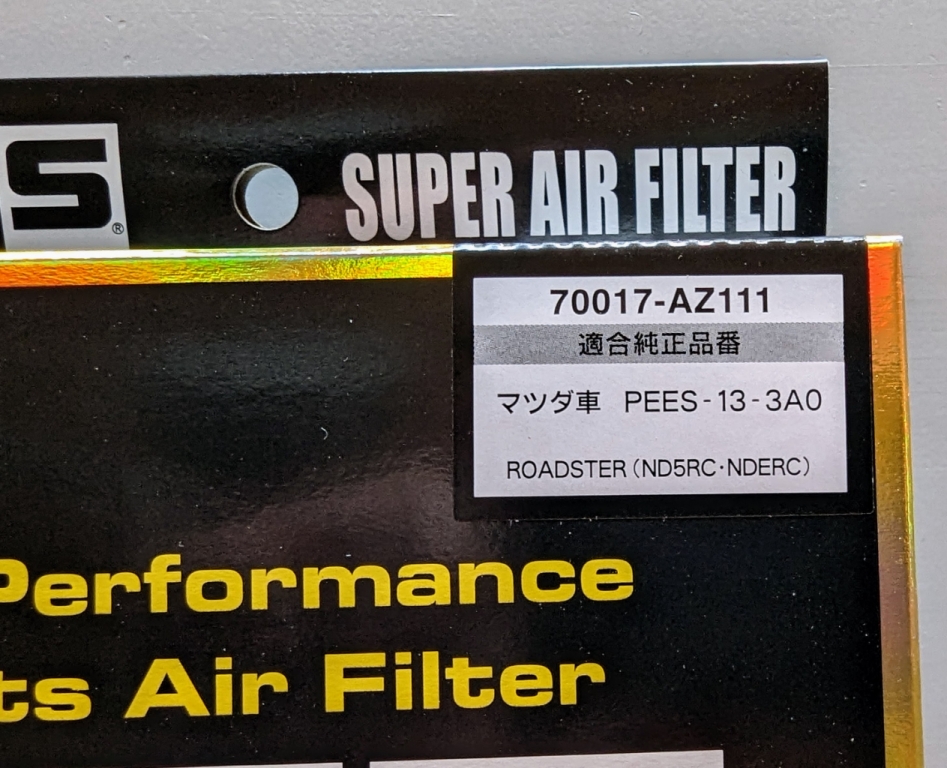 S®
SUPER AIR FILTER
70017-AZ111
適合純正品番
マツダ車 PEES-13-3A0
ROADSTER (ND5RC・NDERC)
Performance
ts Air Filter